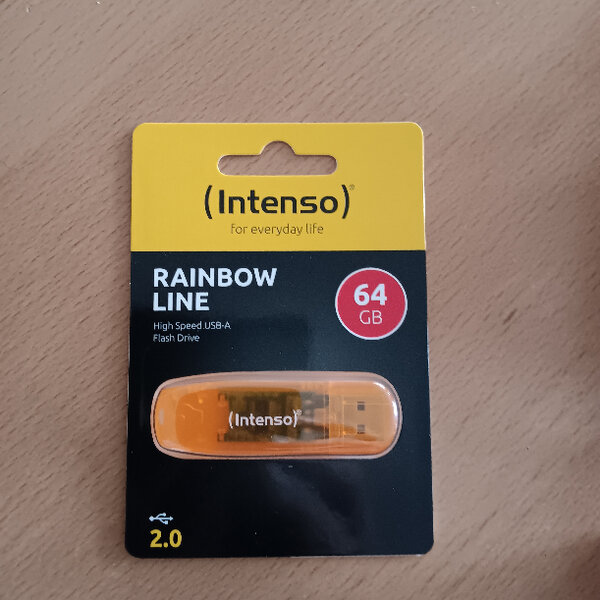 (Intenso)®
for everyday life
RAINBOW
LINE
High Speed USB-A
Flash Drive
64
GB
(Intenso)®
2.0